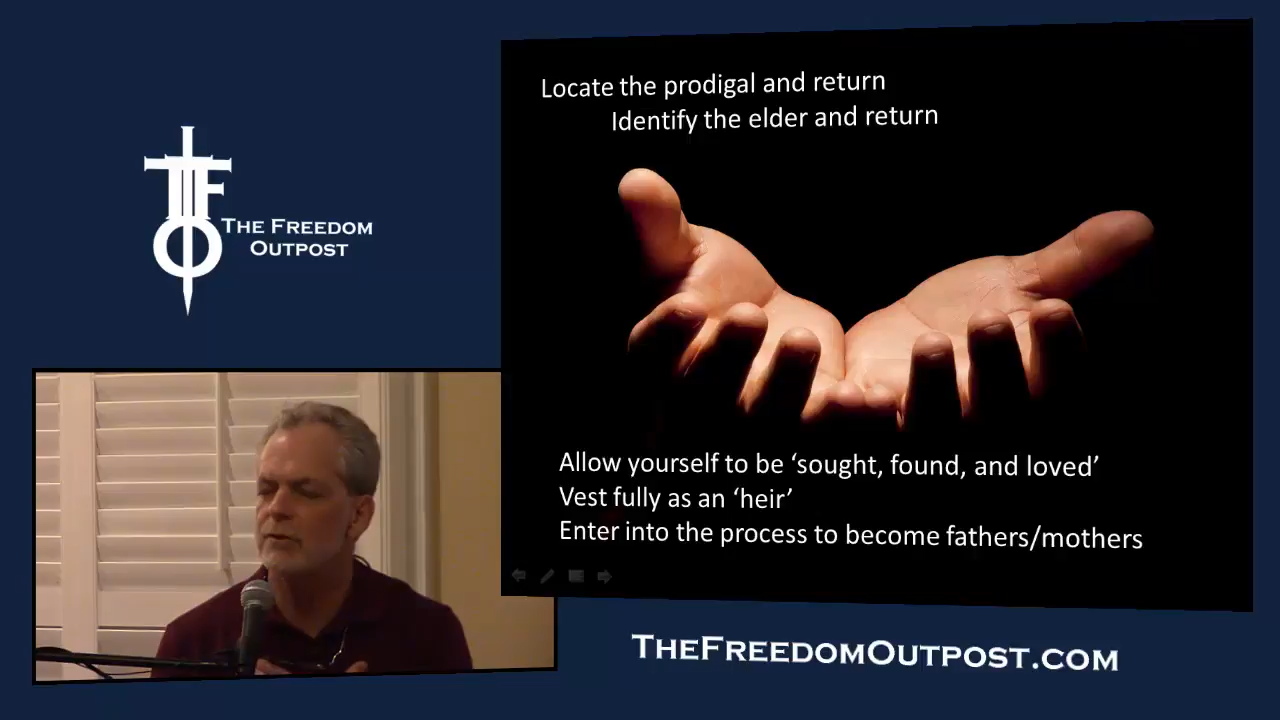 Locate the prodigal and return
Identify the elder and return
THE FREEDOM
OUTPOST
TFO
Allow yourself to be ‘sought, found, and loved’
Vest fully as an ‘heir’
Enter into the process to become fathers/mothers
THEFREEDOMOUTPOST.COM